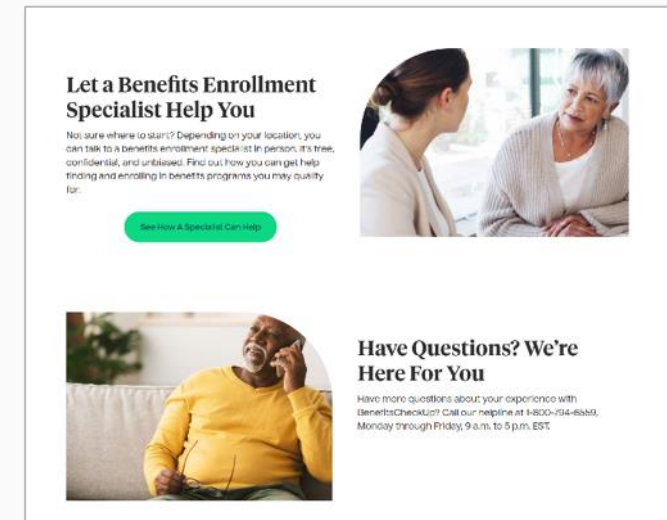 Let a Benefits Enrollment
Specialist Help You
Not sure where to start? Depending on your location, you
can talk to a benefits enrollment specialist in person. It's free,
confidential, and unbiased. Find out how you can get help
finding and enrolling in benefits programs you may qualify
for.
See How A Specialist Can Help
Have Questions? We're
Here For You
Have more questions about your experience with
BenefitsCheckUp? Call our helpline at 1-800-794-6559,
Monday through Friday, 9 a.m. to 5 p.m. EST.